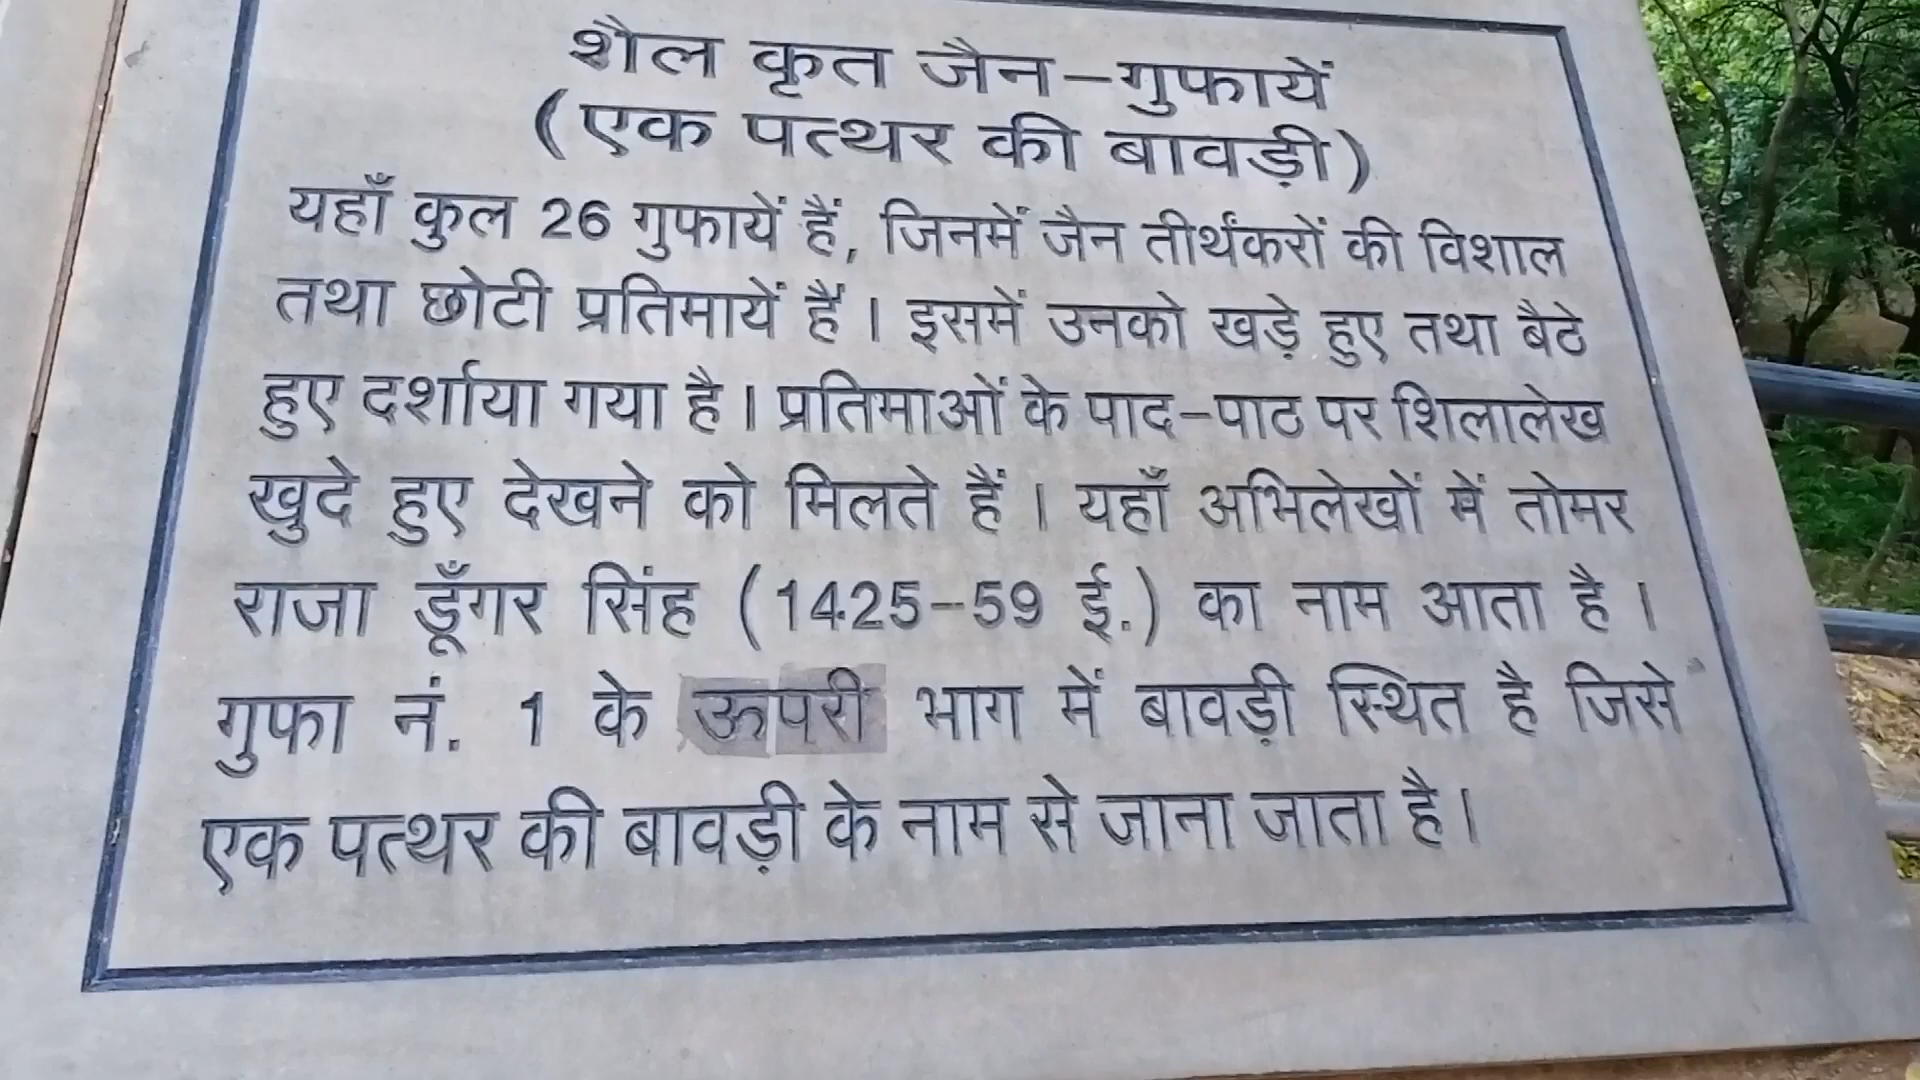 शैल कृत जैन-गुफायें
(एक पत्थर की बावड़ी)
यहाँ कुल 26 गुफायें हैं, जिनमें जैन तीर्थंकरों की विशाल
तथा छोटी प्रतिमायें हैं । इसमें उनको खड़े हुए तथा बैठे
हुए दर्शाया गया है । प्रतिमाओं के पाद-पाठ पर शिलालेख
खुदे हुए देखने को मिलते हैं । यहाँ अभिलेखों में तोमर
राजा डूँगर सिंह (1425-59 ई.) का नाम आता है ।
गुफा नं. 1 के ऊपरी भाग में बावड़ी स्थित है जिसे
एक पत्थर की बावड़ी के नाम से जाना जाता है ।